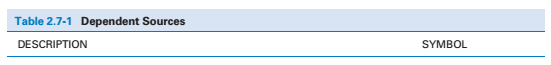 Table 2.7-1 Dependent Sources
DESCRIPTION SYMBOL